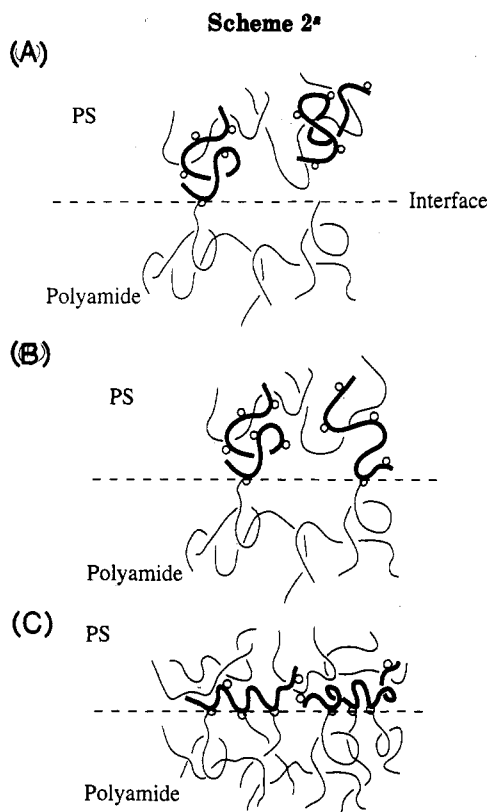 Scheme 2ª
(A)
PS
Interface
Polyamide
(B)
PS
Polyamide
(C)
PS
Polyamide